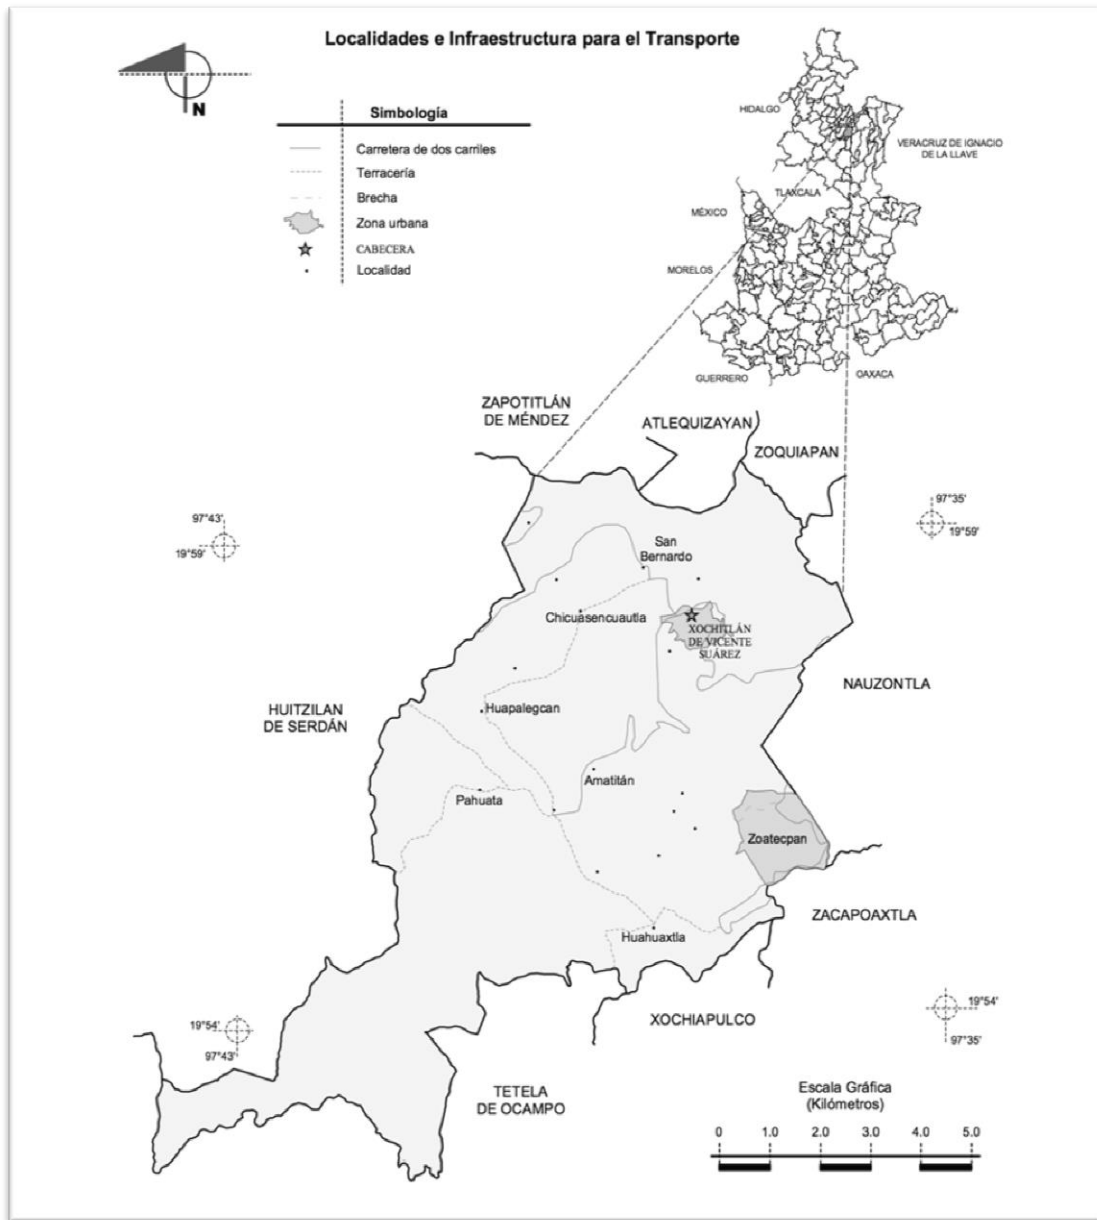 Localidades e Infraestructura para el Transporte
N
Simbología
Carretera de dos carriles
Terracería
Brecha
Zona urbana
CABECERA
Localidad
HIDALGO
VERACRUZ DE IGNACIO
DE LA LLAVE
TLAXCALA
MÉXICO
MORELOS
GUERRERO
OAXACA
ZAPOTITLÁN
DE MÉNDEZ
ATLEQUIZAYAN
ZOQUIAPAN
97°43'
19°59'
97°35'
19°59'
San
Bernardo
Chicuasencuautla
XOCHITLÁN
DE VICENTE
SUÁREZ
NAUZONTLA
HUITZILAN
DE SERDÁN
Huapalegcan
Amatitán
Pahuata
Zoatecpan
ZACAPOAXTLA
Huahuaxtla
XOCHIAPULCO
19°54'
97°43'
19°54'
97°35'
TETELA
DE OCAMPO
Escala Gráfica
(Kilómetros)
0 1.0 2.0 3.0 4.0 5.0